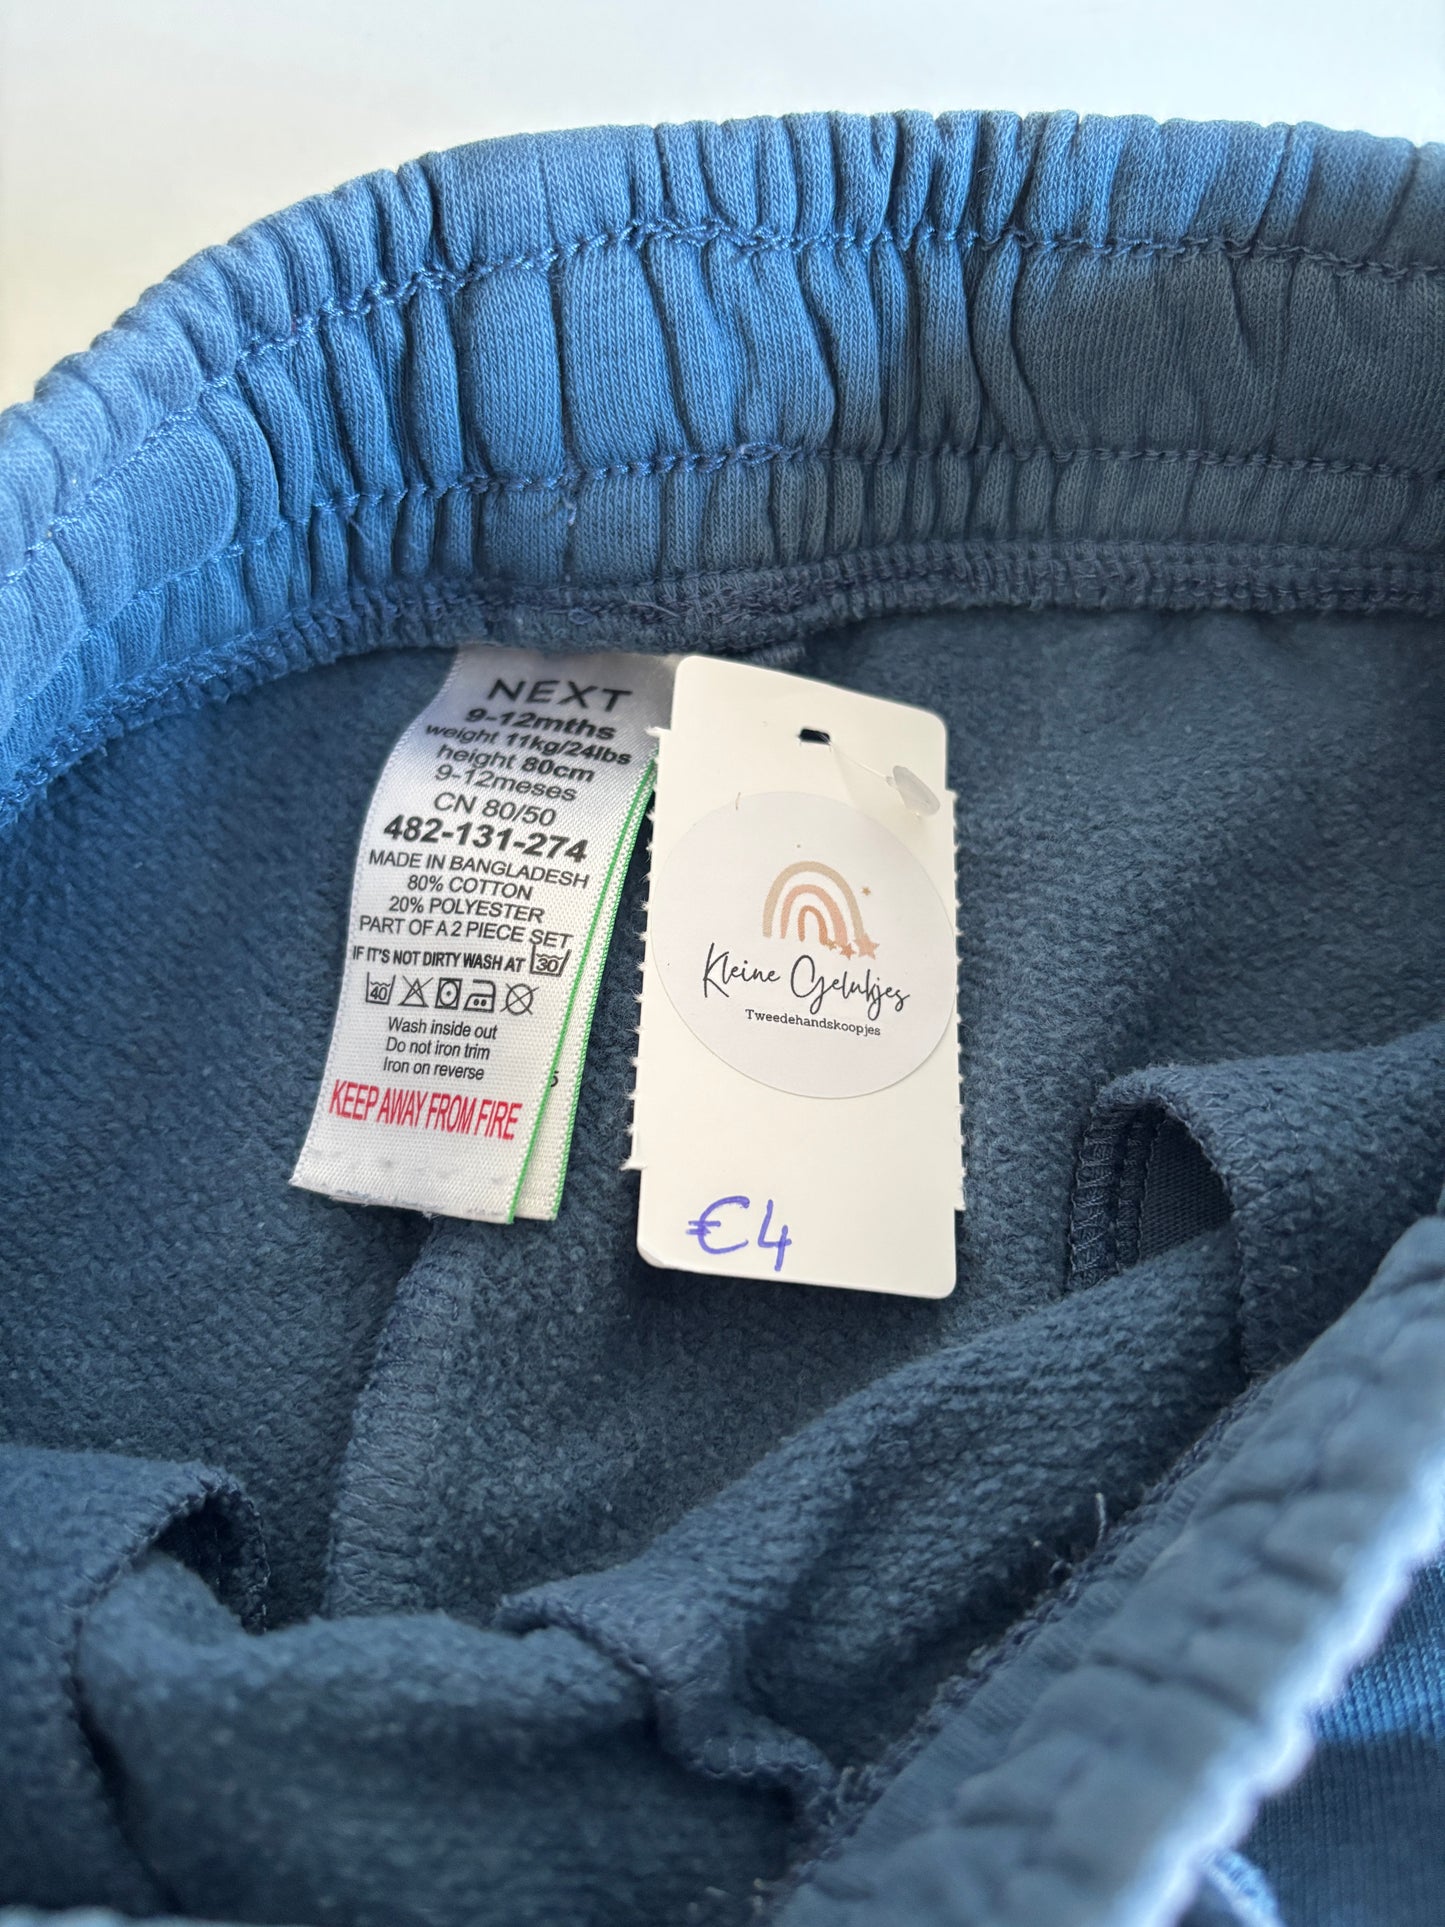 NEXT
9-12mths
weight 11kg/24lbs
height 80cm
9-12meses
CN 80/50
482-131-274
MADE IN BANGLADESH
80% COTTON
20% POLYESTER
PART OF A 2 PIECE SET
IF IT'S NOT DIRTY WASH AT 30
40
Wash inside out
Do not iron trim
Iron on reverse
KEEP AWAY FROM FIRE
Kleine Gelukjes
Tweedehandskoopjes
€4